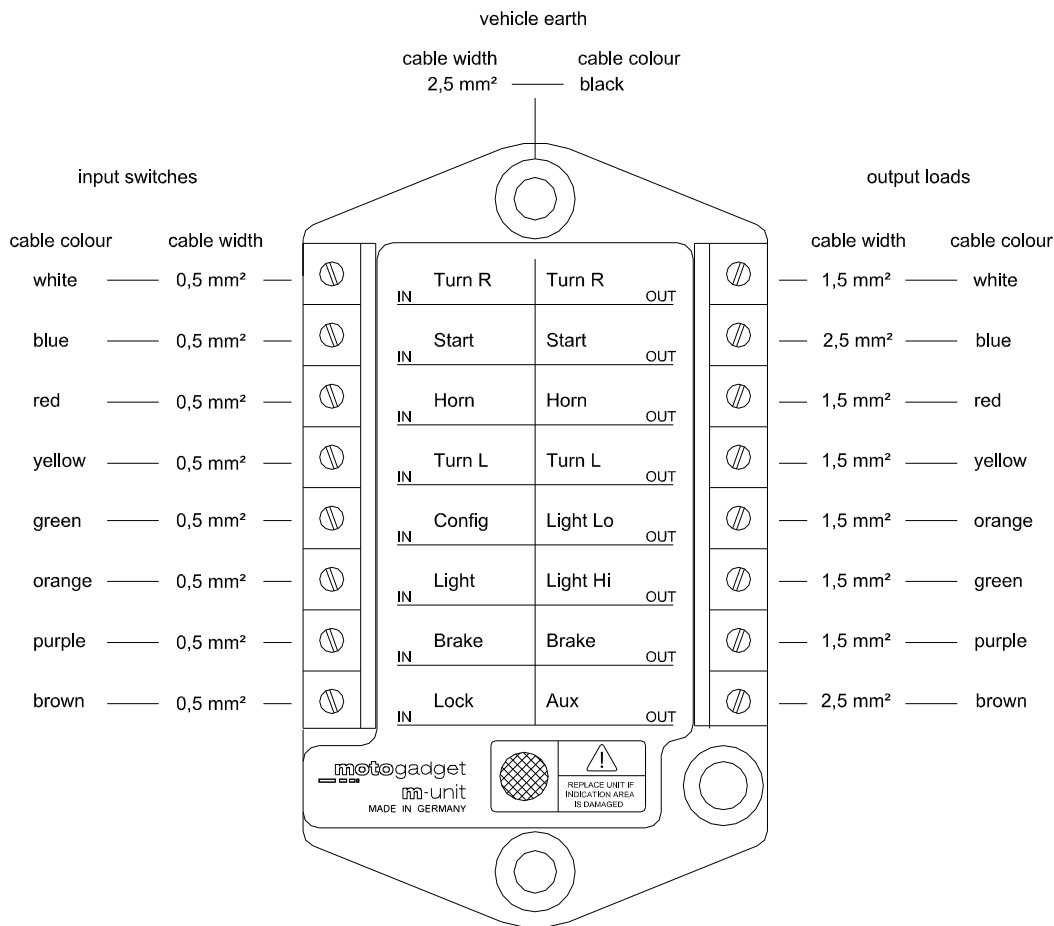 vehicle earth
cable width cable colour
2,5 mm² black
input switches output loads
cable colour cable width cable width cable colour
white 0,5 mm² IN Turn R Turn R OUT 1,5 mm² white
blue 0,5 mm² IN Start Start OUT 2,5 mm² blue
red 0,5 mm² IN Horn Horn OUT 1,5 mm² red
yellow 0,5 mm² IN Turn L Turn L OUT 1,5 mm² yellow
green 0,5 mm² IN Config Light Lo OUT 1,5 mm² orange
orange 0,5 mm² IN Light Light Hi OUT 1,5 mm² green
purple 0,5 mm² IN Brake Brake OUT 1,5 mm² purple
brown 0,5 mm² IN Lock Aux OUT 2,5 mm² brown
motogadget
m-unit
MADE IN GERMANY
REPLACE UNIT IF
INDICATION AREA
IS DAMAGED